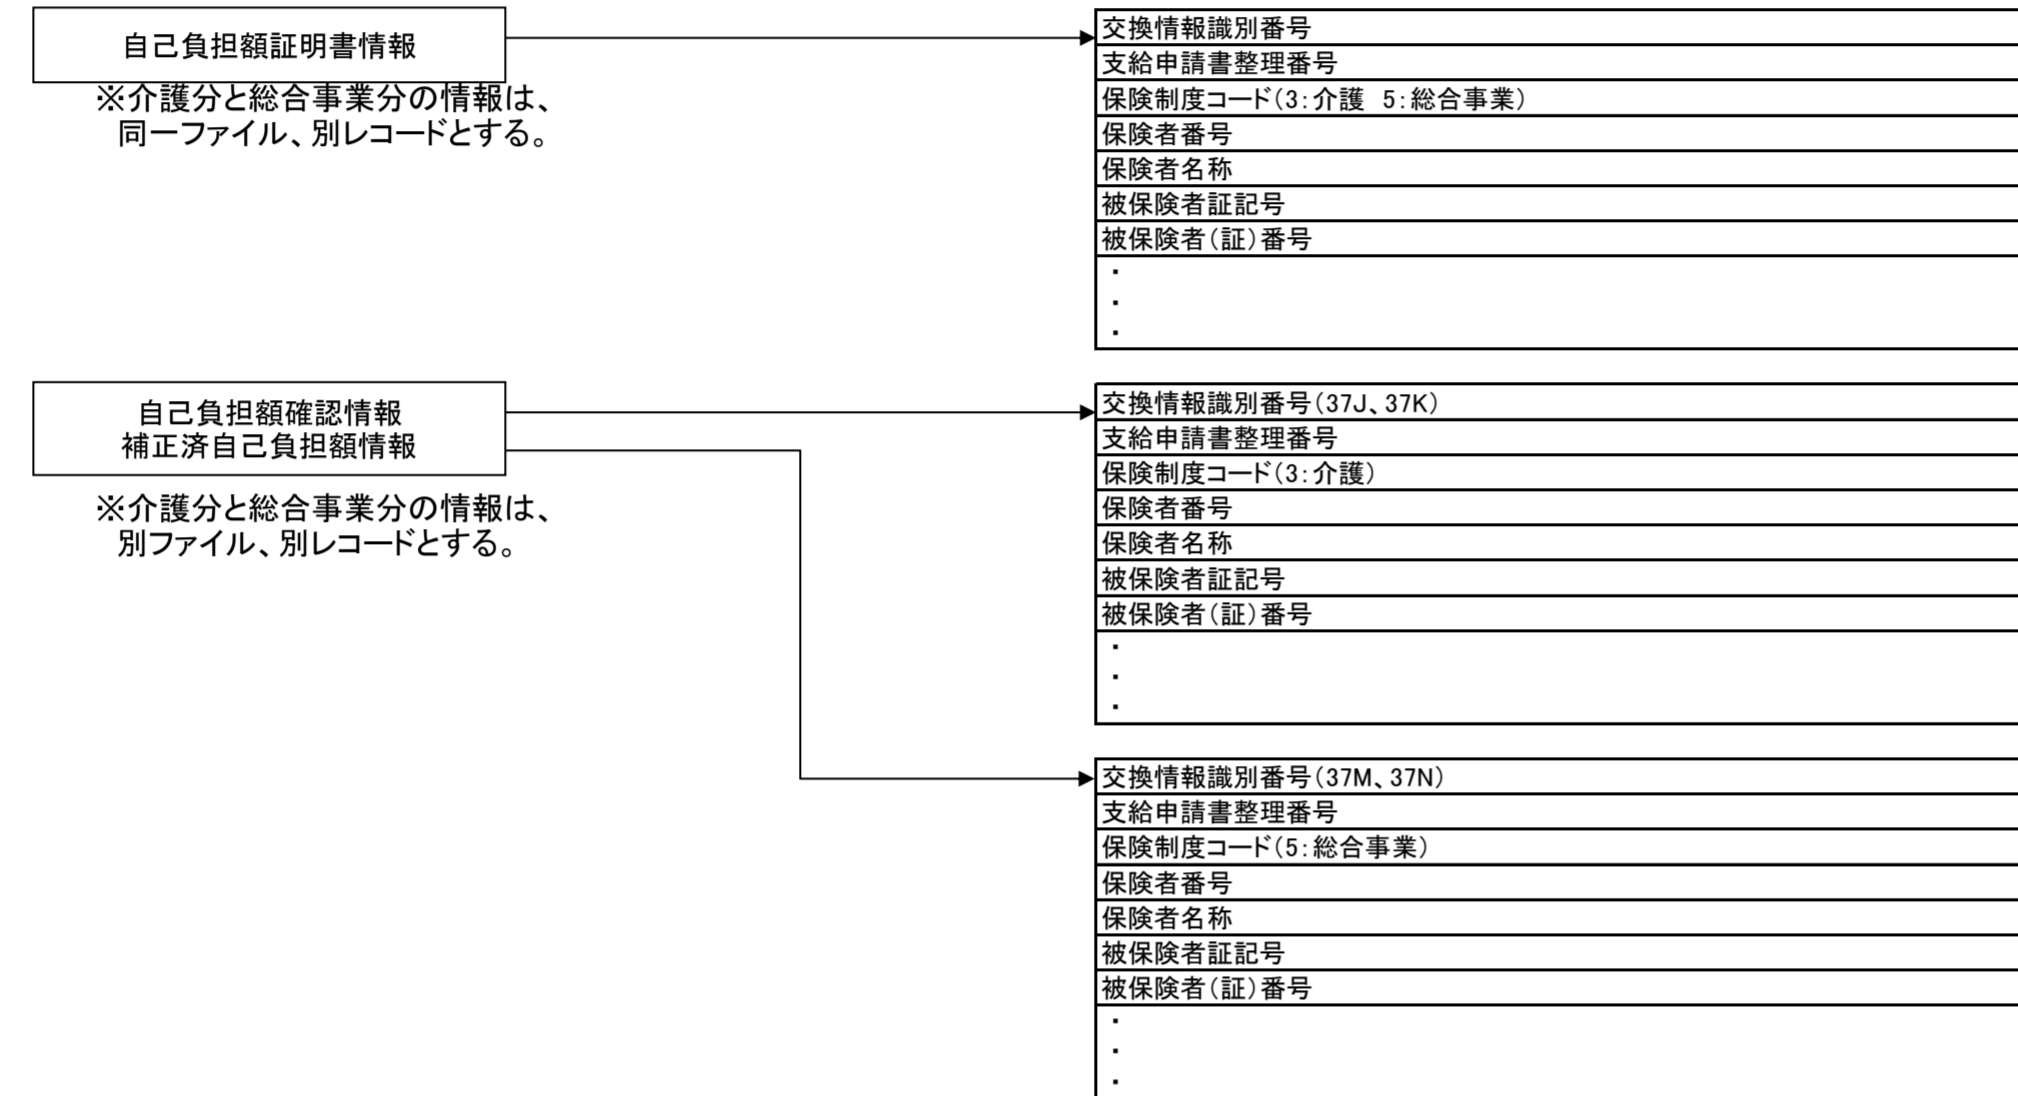 自己負担額証明書情報
※介護分と総合事業分の情報は、
同一ファイル、別レコードとする。
交換情報識別番号
支給申請書整理番号
保険制度コード(3:介護 5:総合事業)
保険者番号
保険者名称
被保険者証記号
被保険者(証)番号
・
・
・
自己負担額確認情報
補正済自己負担額情報
※介護分と総合事業分の情報は、
別ファイル、別レコードとする。
交換情報識別番号(37J、37K)
支給申請書整理番号
保険制度コード(3:介護)
保険者番号
保険者名称
被保険者証記号
被保険者(証)番号
・
・
・
交換情報識別番号(37M、37N)
支給申請書整理番号
保険制度コード(5:総合事業)
保険者番号
保険者名称
被保険者証記号
被保険者(証)番号
・
・
・